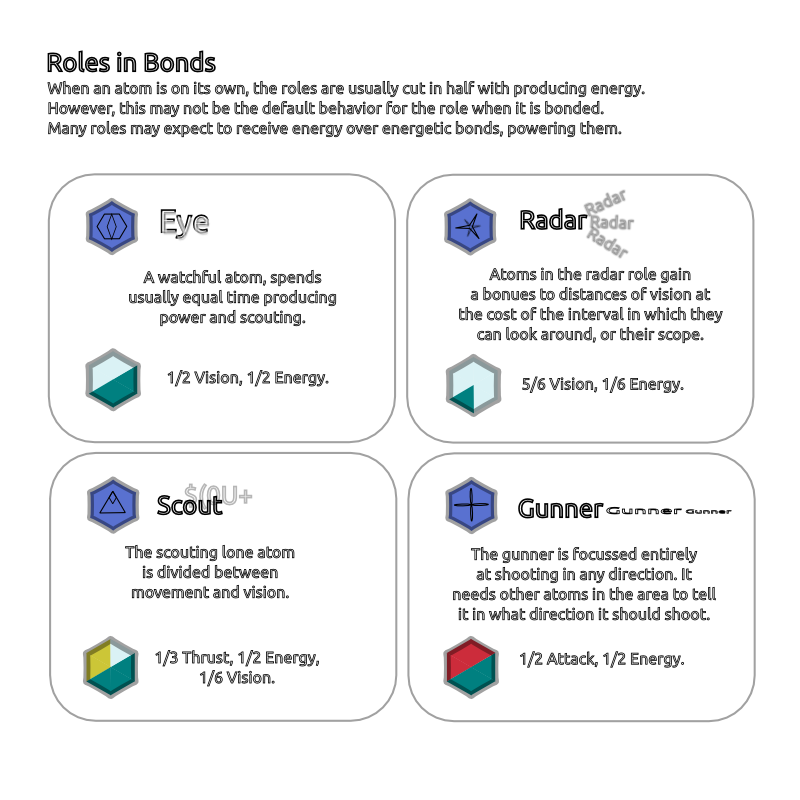 Roles in Bonds
When an atom is on its own, the roles are usually cut in half with producing energy.
However, this may not be the default behavior for the role when it is bonded.
Many roles may expect to receive energy over energetic bonds, powering them.
Eye
A watchful atom, spends
usually equal time producing
power and scouting.
1/2 Vision, 1/2 Energy.
Radar Radar
Radar
Radar
Atoms in the radar role gain
a bonues to distances of vision at
the cost of the interval in which they
can look around, or their scope.
5/6 Vision, 1/6 Energy.
$(0U+
Scout
The scouting lone atom
is divided between
movement and vision.
1/3 Thrust, 1/2 Energy,
1/6 Vision.
Gunner Gunner Gunner
The gunner is focussed entirely
at shooting in any direction. It
needs other atoms in the area to tell
it in what direction it should shoot.
1/2 Attack, 1/2 Energy.